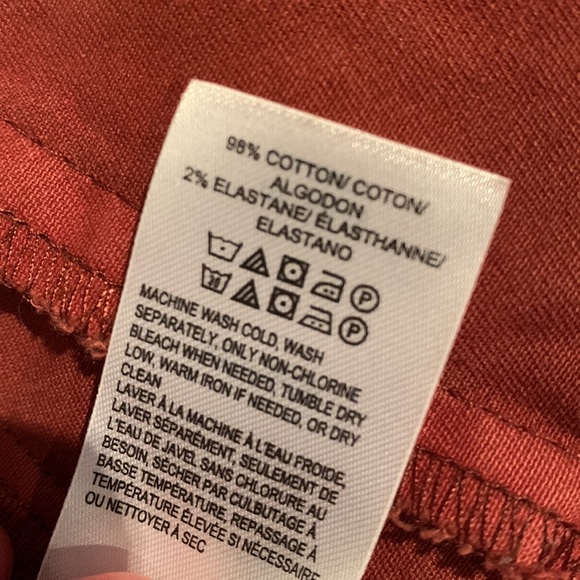 98% COTTON/ COTON/
ALGODON
2% ELASTANE/ ÉLASTHANNE/
ELASTANO
P
30 P
MACHINE WASH COLD, WASH
SEPARATELY, ONLY NON-CHLORINE
BLEACH WHEN NEEDED, TUMBLE DRY
LOW, WARM IRON IF NEEDED, OR DRY
CLEAN
LAVER À LA MACHINE À L'EAU FROIDE,
LAVER SÉPAREMENT, SEULEMENT DE
L'EAU DE JAVEL SANS CHLORURE AU
BESOIN, SÉCHER PAR CULBUTAGE À
BASSE TEMPÉRATURE, REPASSAGE À
TEMPÉRATURE ÉLEVÉE SI NÉCESSAIRE
OU NETTOYER À SEC